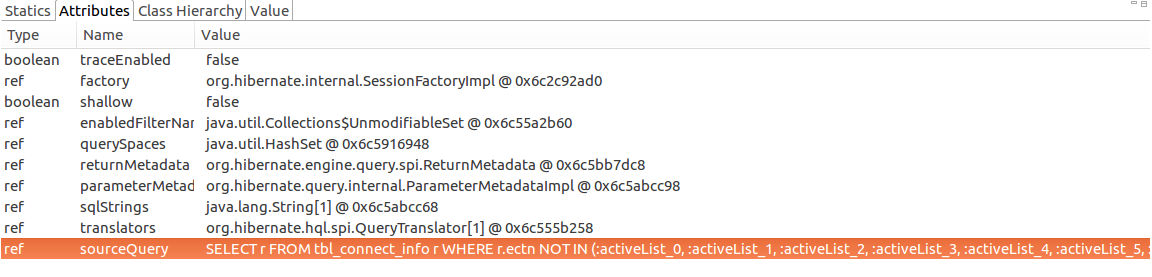 Statics Attributes Class Hierarchy Value
Type Name Value
boolean traceEnabled false
ref factory org.hibernate.internal.SessionFactoryImpl @ 0x6c2c92ad0
boolean shallow false
ref enabledFilterNar java.util.Collections$UnmodifiableSet @ 0x6c55a2b60
ref querySpaces java.util.HashSet @ 0x6c5916948
ref returnMetadata org.hibernate.engine.query.spi.ReturnMetadata @ 0x6c5bb7dc8
ref parameterMetad org.hibernate.query.internal.ParameterMetadataImpl @ 0x6c5abcc98
ref sqlStrings java.lang.String[1] @ 0x6c5abcc68
ref translators org.hibernate.hql.spi.QueryTranslator[1] @ 0x6c555b258
ref sourceQuery SELECT r FROM tbl_connect_info r WHERE r.ectn NOT IN (:activeList_0, :activeList_1, :activeList_2, :activeList_3, :activeList_4, :activeList_5, :